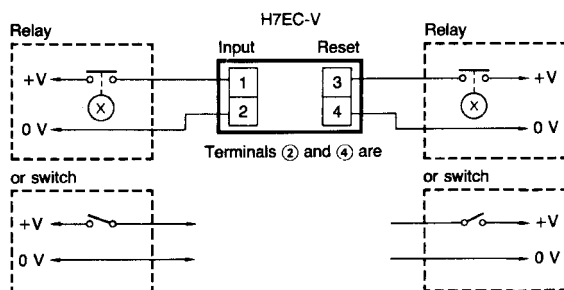 H7EC-V
Relay
Input
Reset
Relay
+V
X
0 V
1
2
3
4
+V
X
0 V
Terminals ② and ④ are
or switch
+V
0 V
or switch
+V
0 V